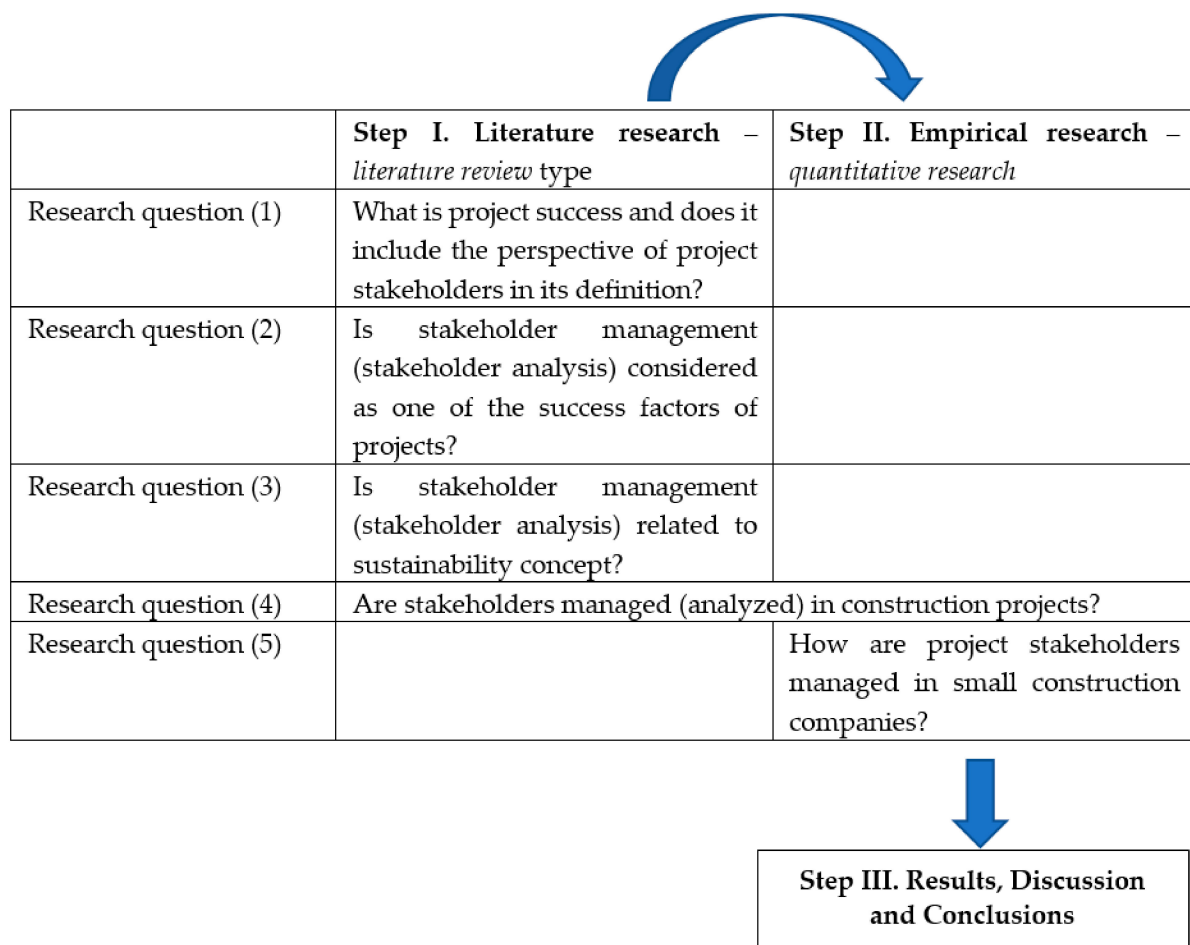 Step I. Literature research –
literature review type
Step II. Empirical research –
quantitative research
Research question (1)
What is project success and does it
include the perspective of project
stakeholders in its definition?
Research question (2)
Is stakeholder management
(stakeholder analysis) considered
as one of the success factors of
projects?
Research question (3)
Is stakeholder management
(stakeholder analysis) related to
sustainability concept?
Research question (4)
Are stakeholders managed (analyzed) in construction projects?
Research question (5)
How are project stakeholders
managed in small construction
companies?
Step III. Results, Discussion
and Conclusions